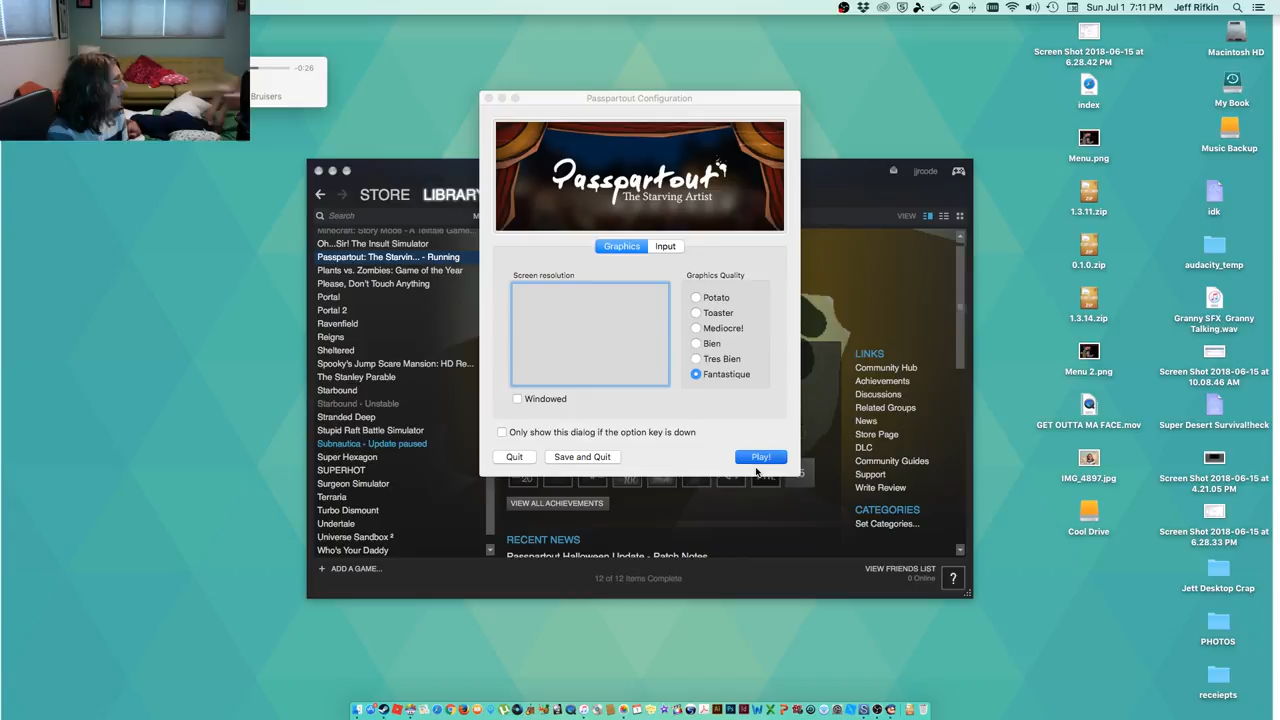 Sun Jul 1 7:11 PM Jeff Rifkin
-0:26
Bruisers
Passpartout Configuration
Passpartout
The Starving Artist
Graphics Input
Screen resolution
Graphics Quality
Potato
Toaster
Mediocre!
Bien
Tres Bien
Fantastique
Windowed
Only show this dialog if the option key is down
Quit Save and Quit Play!
jjrcode
STORE LIBRARY
Search
VIEW
Minecraft: Story Mode - A Telltale Game...
Oh...Sir! The Insult Simulator
Passpartout: The Starvin... - Running
Plants vs. Zombies: Game of the Year
Please, Don't Touch Anything
Portal
Portal 2
Ravenfield
Reigns
Sheltered
Spooky's Jump Scare Mansion: HD Re...
The Stanley Parable
Starbound
Starbound - Unstable
Stranded Deep
Stupid Raft Battle Simulator
Subnautica - Update paused
Super Hexagon
SUPERHOT
Surgeon Simulator
Terraria
Turbo Dismount
Undertale
Universe Sandbox ²
Who's Your Daddy
ADD A GAME...
VIEW ALL ACHIEVEMENTS
RECENT NEWS
Passpartout Halloween Update - Patch Notes
12 of 12 Items Complete
LINKS
Community Hub
Achievements
Discussions
Related Groups
News
Store Page
DLC
Community Guides
Support
Write Review
CATEGORIES
Set Categories...
VIEW FRIENDS LIST
0 Online
?
Screen Shot 2018-06-15 at 6.28.42 PM
index
Menu.png
1.3.11.zip
0.1.0.zip
1.3.14.zip
Menu 2.png
GET OUTTA MA FACE.mov
IMG_4897.jpg
Cool Drive
Macintosh HD
My Book
Music Backup
idk
audacity_temp
Granny SFX Granny Talking.wav
Screen Shot 2018-06-15 at 10.08.46 AM
Super Desert Survival!heck
Screen Shot 2018-06-15 at 4.21.05 PM
Screen Shot 2018-06-15 at 6.28.33 PM
Jett Desktop Crap
PHOTOS
receiepts